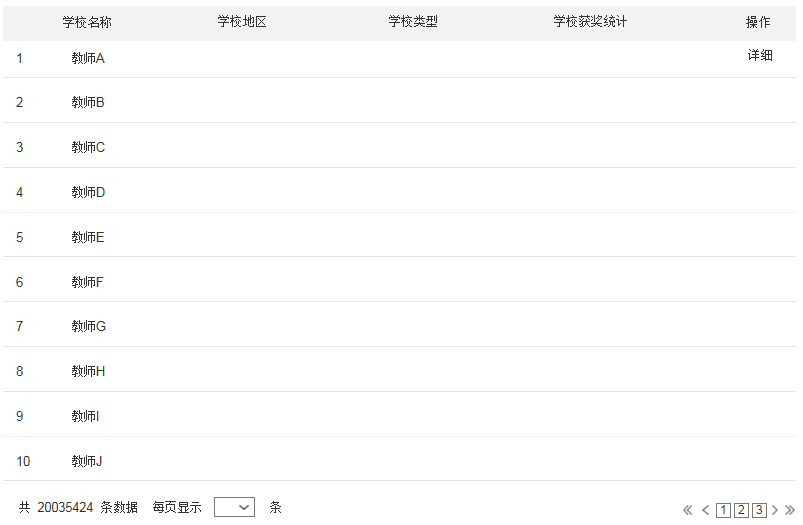 学校名称 学校地区 学校类型 学校获奖统计 操作
1 教师A 详细
2 教师B
3 教师C
4 教师D
5 教师E
6 教师F
7 教师G
8 教师H
9 教师I
10 教师J
共 20035424 条数据 每页显示 条 1 2 3